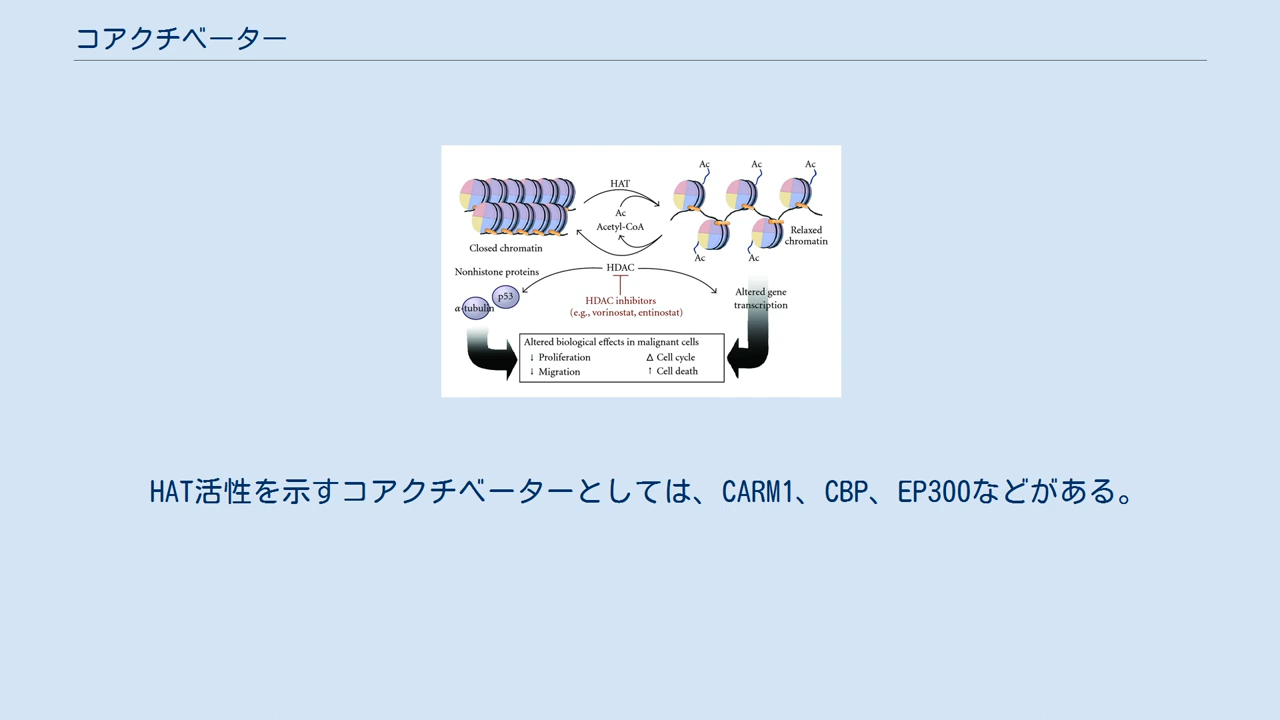 コアクチベーター
Ac
Ac
Ac
HAT
Ac
Acetyl-CoA
Relaxed
chromatin
Closed chromatin
Ac
Ac
HDAC
Nonhistone proteins
p53
α-tubulin
HDAC inhibitors
(e.g., vorinostat, entinostat)
Altered gene
transcription
Altered biological effects in malignant cells
↓ Proliferation
Δ Cell cycle
↓ Migration
↑ Cell death
HAT活性を示すコアクチベーターとしては、CARM1、CBP、EP300などがある。